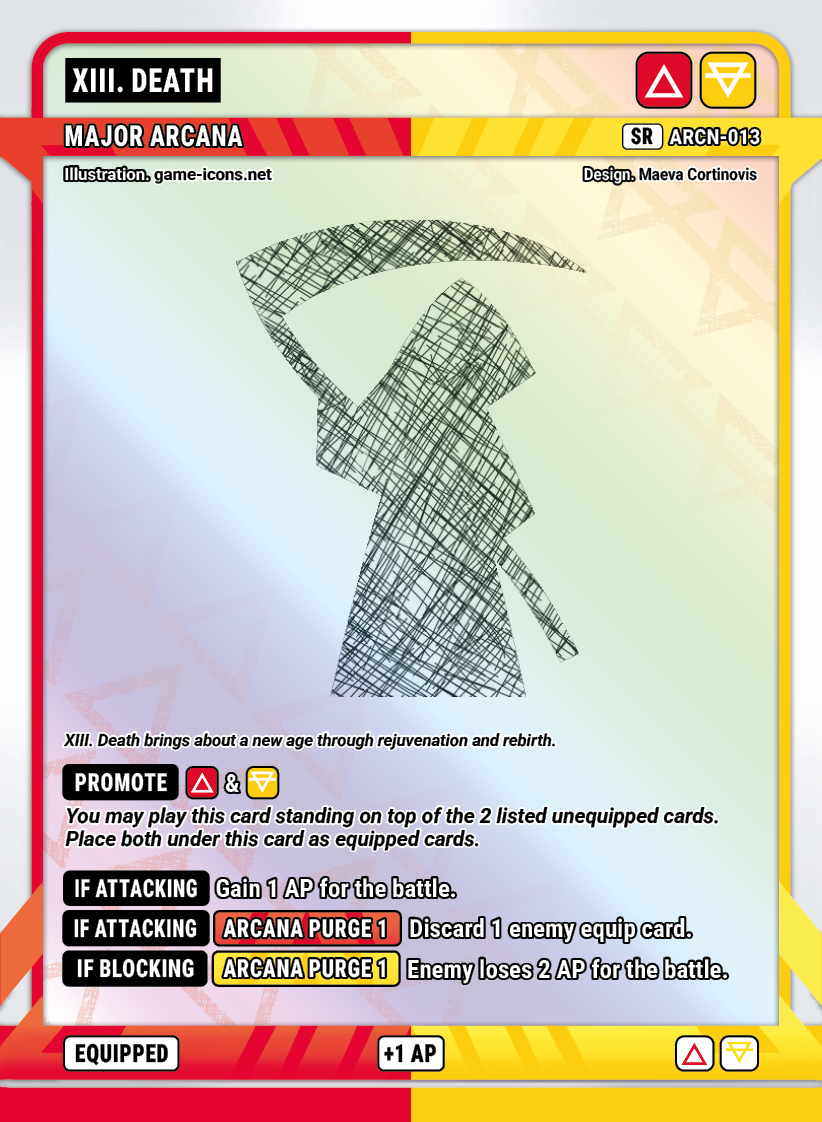 XIII. DEATH
MAJOR ARCANA
SR ARCN-013
Illustration. game-icons.net
Design. Maeva Cortinovis
XIII. Death brings about a new age through rejuvenation and rebirth.
PROMOTE &
You may play this card standing on top of the 2 listed unequipped cards.
Place both under this card as equipped cards.
IF ATTACKING Gain 1 AP for the battle.
IF ATTACKING ARCANA PURGE 1 Discard 1 enemy equip card.
IF BLOCKING ARCANA PURGE 1 Enemy loses 2 AP for the battle.
EQUIPPED +1 AP